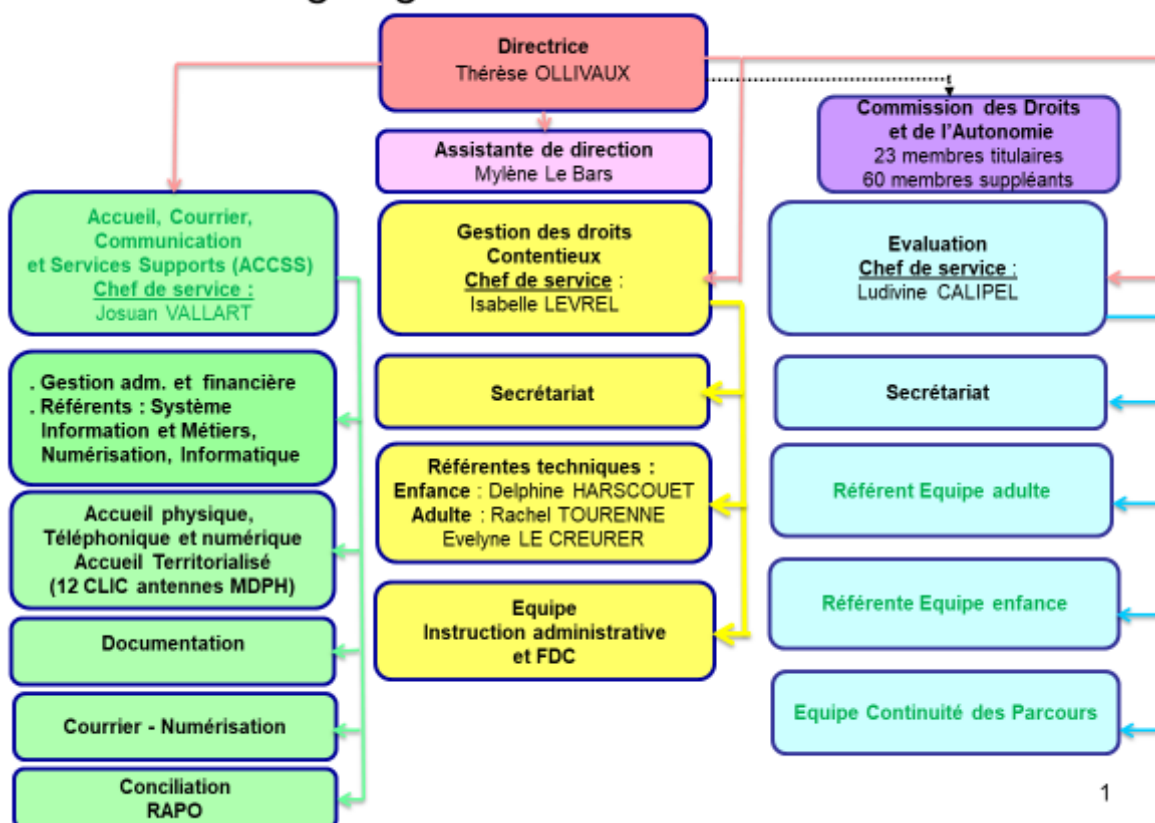 Directrice
Thérèse OLLIVAUX
Commission des Droits
et de l'Autonomie
23 membres titulaires
60 membres suppléants
Assistante de direction
Mylène Le Bars
Accueil, Courrier,
Communication
et Services Supports (ACCSS)
Chef de service :
Josuan VALLART
. Gestion adm. et financière
. Référents : Système
Information et Métiers,
Numérisation, Informatique
Accueil physique,
Téléphonique et numérique
Accueil Territorialisé
(12 CLIC antennes MDPH)
Documentation
Courrier - Numérisation
Conciliation
RAPO
Gestion des droits
Contentieux
Chef de service :
Isabelle LEVREL
Secrétariat
Référentes techniques :
Enfance : Delphine HARSCOUET
Adulte : Rachel TOURENNE
Evelyne LE CREURER
Equipe
Instruction administrative
et FDC
Evaluation
Chef de service :
Ludivine CALIPEL
Secrétariat
Référent Equipe adulte
Référente Equipe enfance
Equipe Continuité des Parcours
1